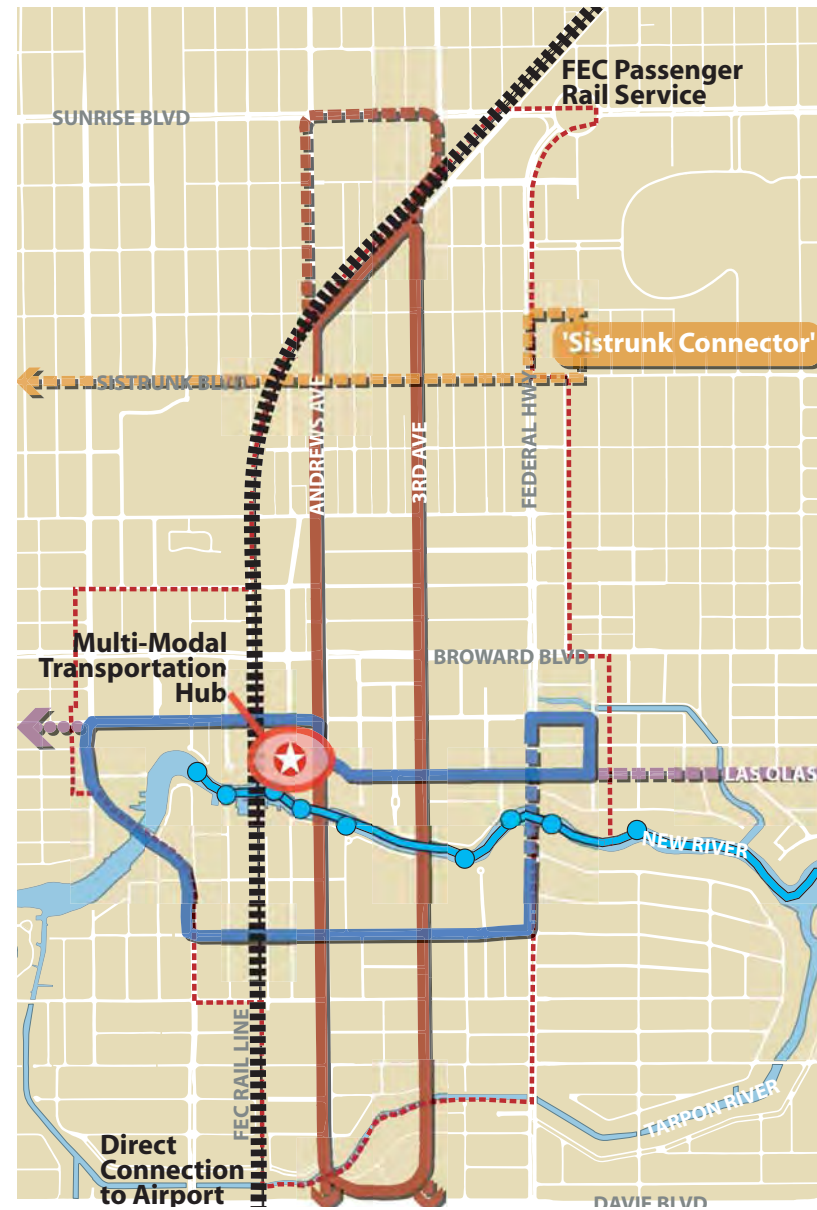 FEC Passenger
Rail Service
SUNRISE BLVD
'Sistrunk Connector'
SISTRUNK BLVD
ANDREWS AVE
3RD AVE
FEDERAL HWY
Multi-Modal
Transportation
Hub
BROWARD BLVD
LAS OLAS
NEW RIVER
FEC RAIL LINE
TARPON RIVER
Direct
Connection
to Airport
DAVIE BLVD